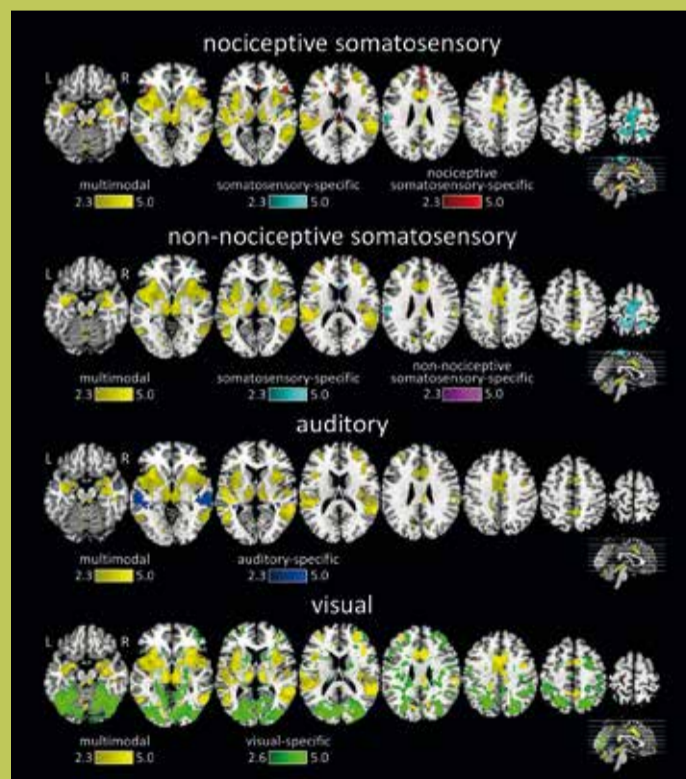 nociceptive somatosensory
L R
multimodal somatosensory-specific nociceptive somatosensory-specific
2.3 5.0 2.3 5.0 2.3 5.0
non-nociceptive somatosensory
L R
multimodal somatosensory-specific non-nociceptive somatosensory-specific
2.3 5.0 2.3 5.0 2.3 5.0
auditory
L R
multimodal auditory-specific
2.3 5.0 2.3 5.0
visual
L R
multimodal visual-specific
2.3 5.0 2.6 5.0